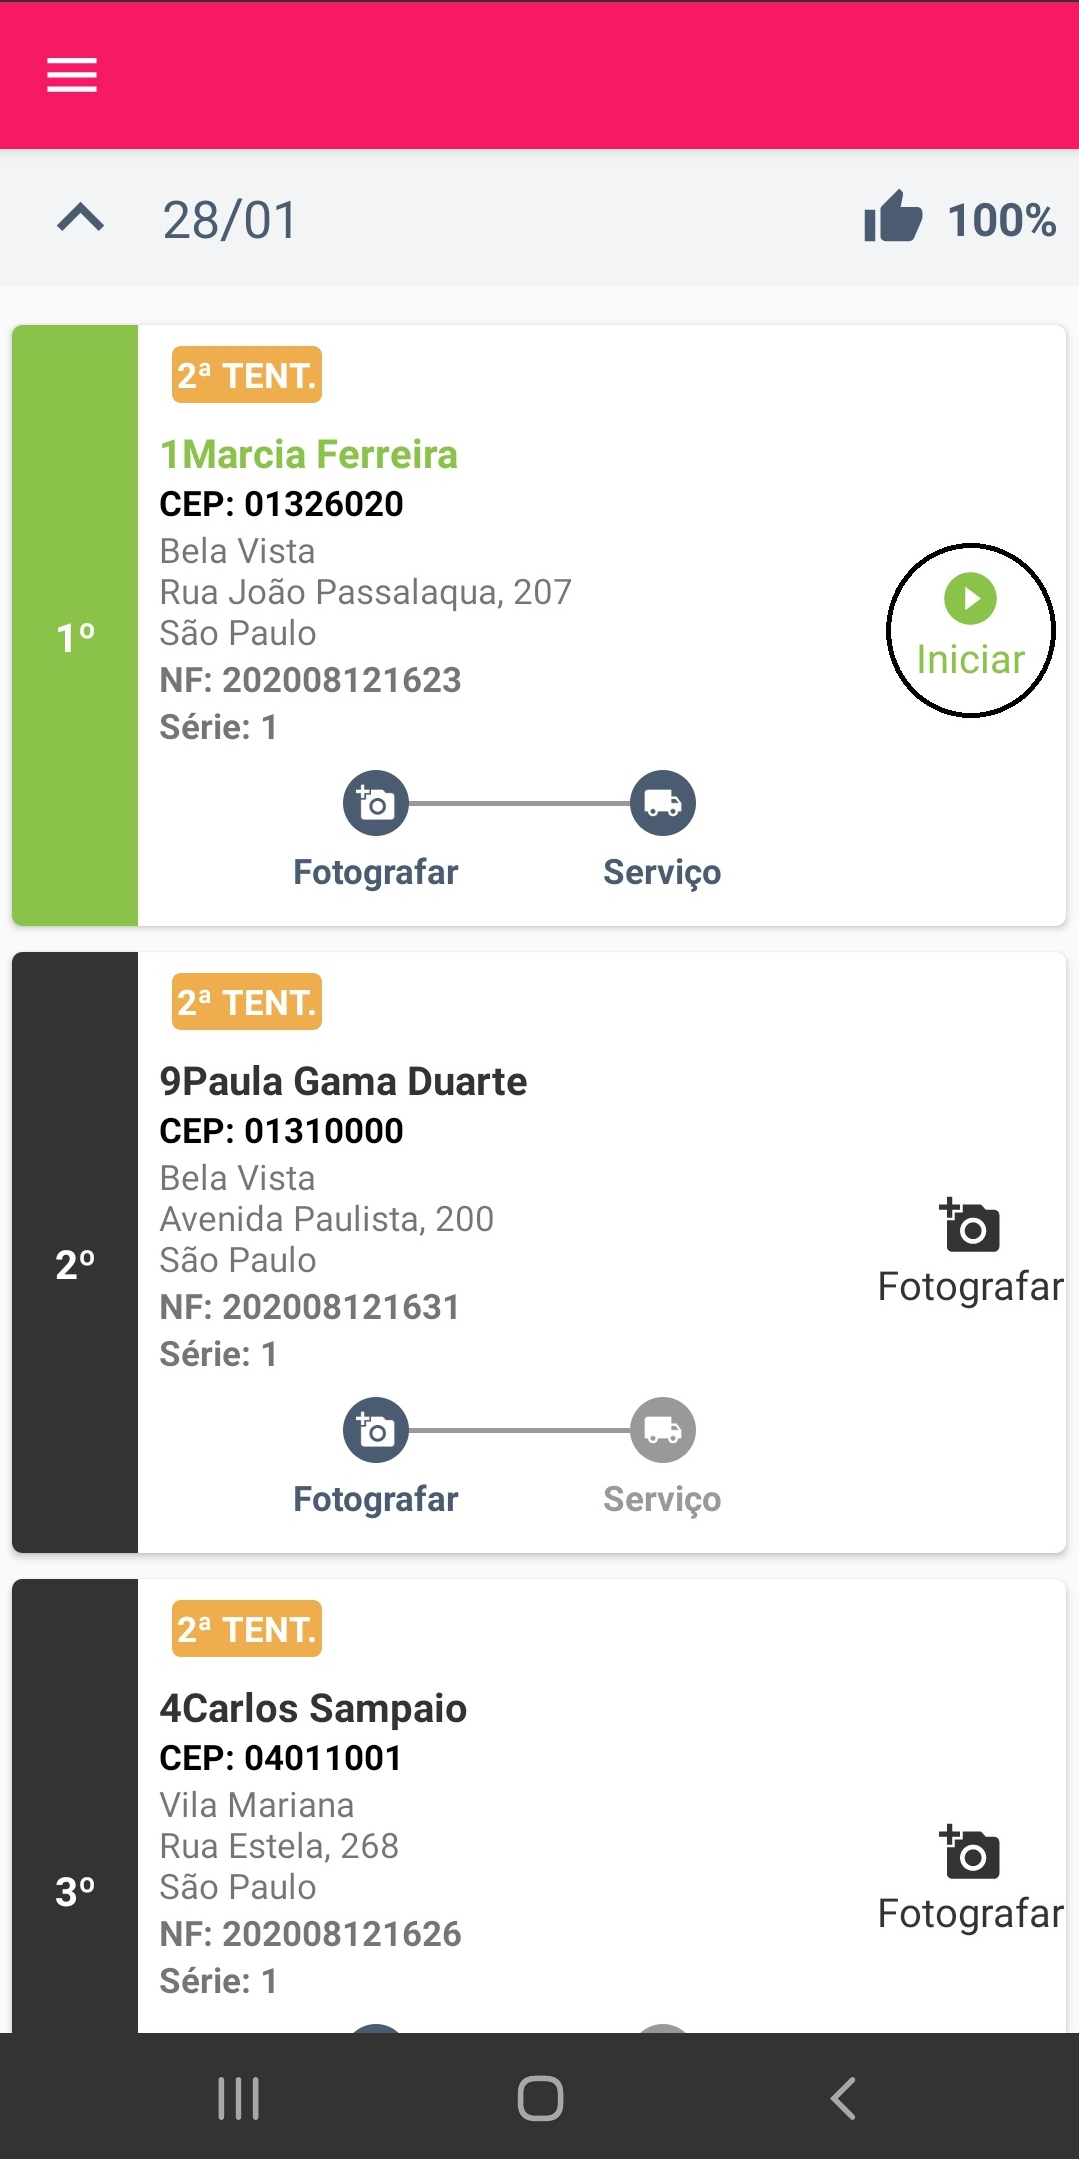 28/01
100%
2ª TENT.
1Marcia Ferreira
CEP: 01326020
Bela Vista
Rua João Passalaqua, 207
São Paulo
NF: 202008121623
Série: 1
1º
Iniciar
Fotografar
Serviço
2ª TENT.
9Paula Gama Duarte
CEP: 01310000
Bela Vista
Avenida Paulista, 200
São Paulo
NF: 202008121631
Série: 1
2º
Fotografar
Fotografar
Serviço
2ª TENT.
4Carlos Sampaio
CEP: 04011001
Vila Mariana
Rua Estela, 268
São Paulo
NF: 202008121626
Série: 1
3º
Fotografar